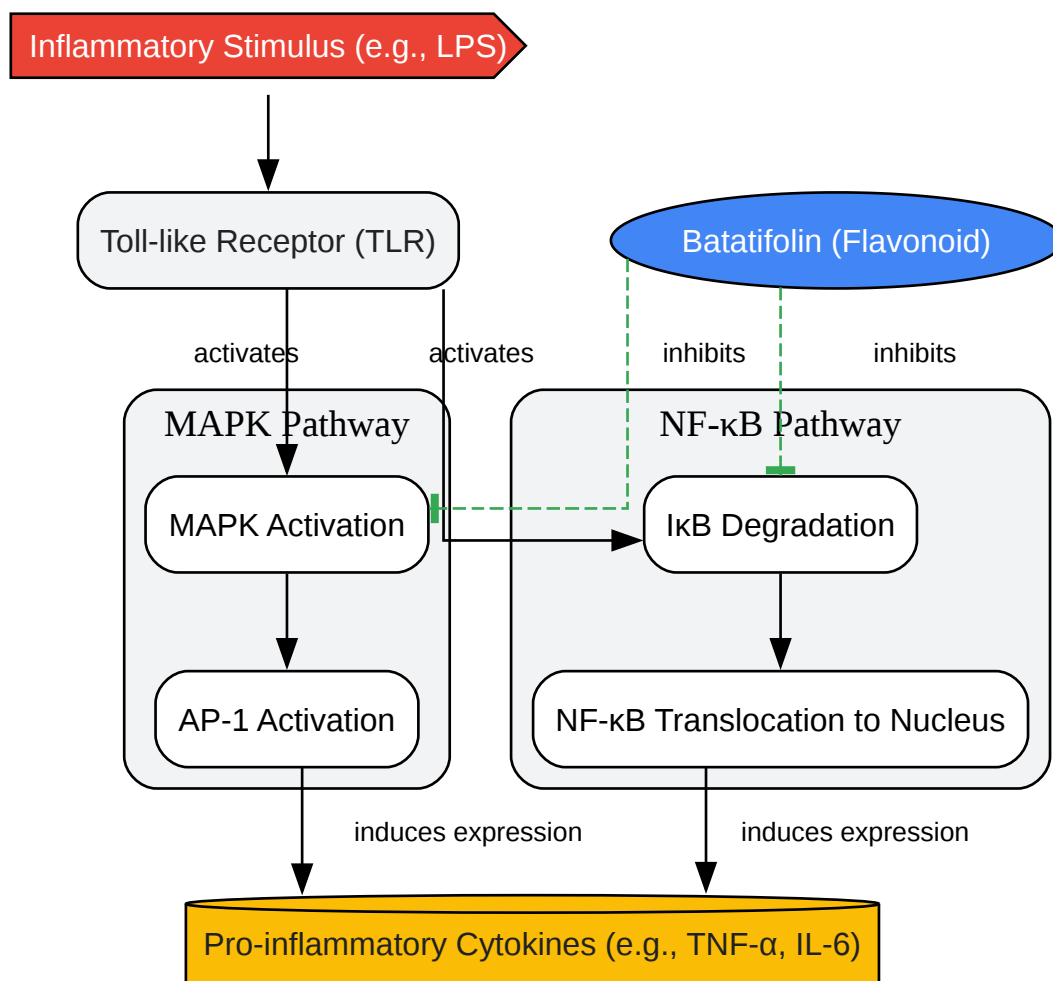 Inflammatory Stimulus (e.g., LPS)
Toll-like Receptor (TLR)
Batatifolin (Flavonoid)
activates
activates
inhibits
inhibits
MAPK Pathway
NF-κB Pathway
MAPK Activation
IκB Degradation
AP-1 Activation
NF-κB Translocation to Nucleus
induces expression
induces expression
Pro-inflammatory Cytokines (e.g., TNF-α, IL-6)